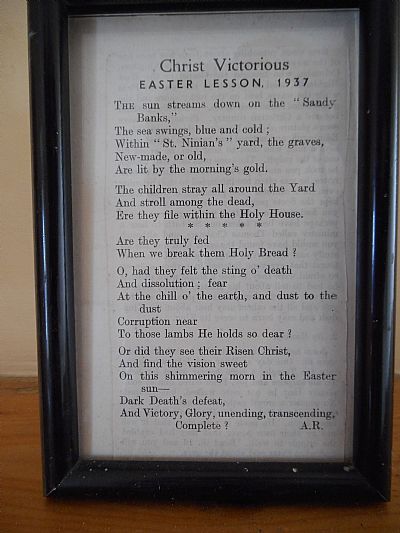 Christ Victorious
EASTER LESSON, 1937
THE sun streams down on the "Sandy
Banks,"
The sea swings, blue and cold ;
Within "St. Ninian's" yard, the graves,
New-made, or old,
Are lit by the morning's gold.
The children stray all around the Yard
And stroll among the dead,
Ere they file within the Holy House.
* * * * *
Are they truly fed
When we break them Holy Bread ?
O, had they felt the sting o' death
And dissolution ; fear
At the chill o' the earth, and dust to the
dust
Corruption near
To those lambs He holds so dear ?
Or did they see their Risen Christ,
And find the vision sweet
On this shimmering morn in the Easter
sun—
Dark Death's defeat,
And Victory, Glory, unending, transcending,
Complete ? A.R.